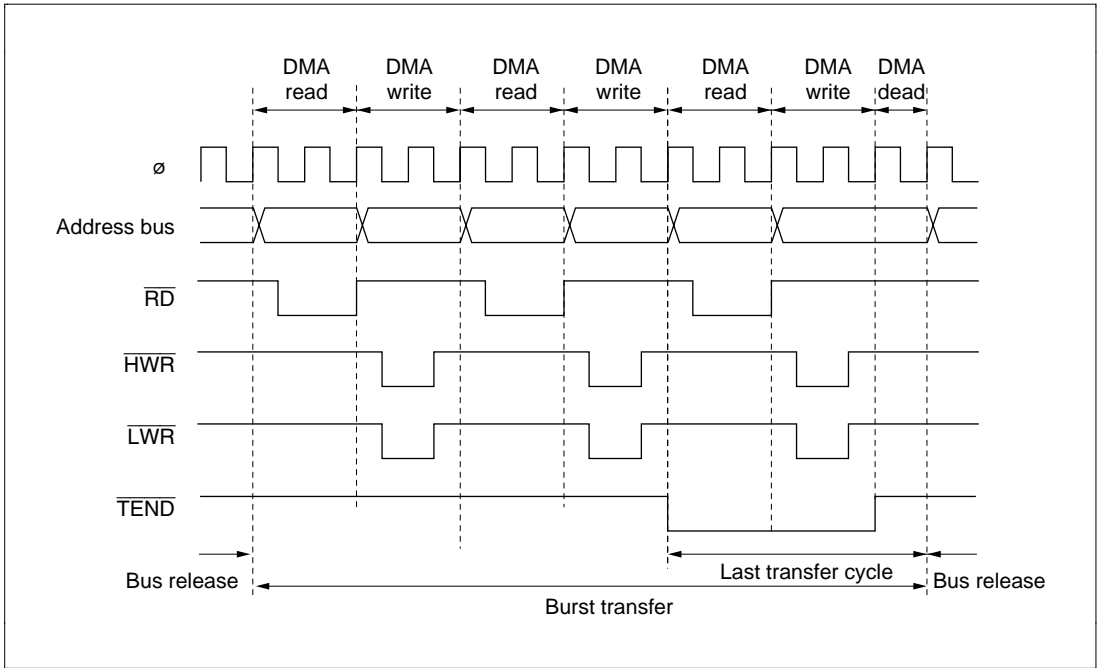 DMA read DMA write DMA read DMA write DMA read DMA write DMA dead
ø
Address bus
RD
HWR
LWR
TEND
Bus release
Last transfer cycle
Bus release
Burst transfer